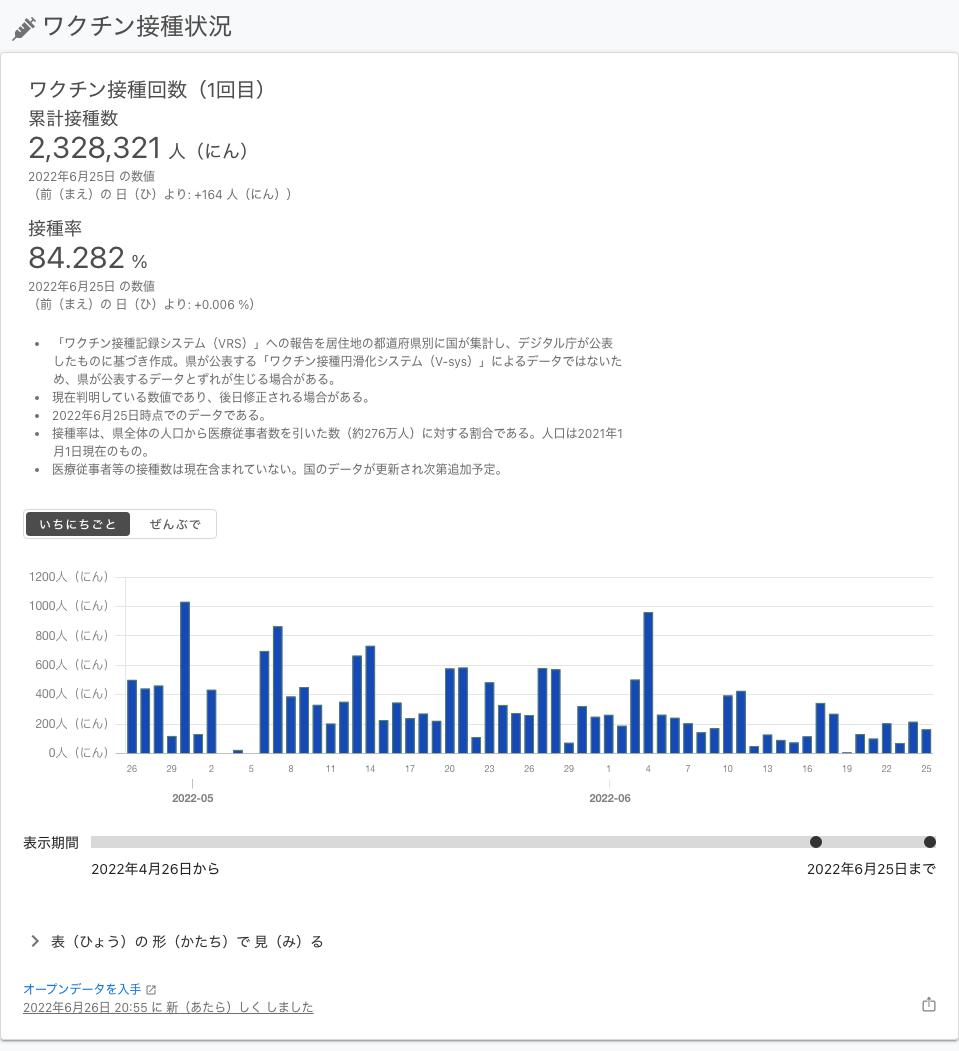 ワクチン接種状況
ワクチン接種回数（1回目）
累計接種数
2,328,321 人（にん）
2022年6月25日 の数値
（前（まえ）の 日（ひ）より: +164 人（にん））
接種率
84.282 %
2022年6月25日 の数値
（前（まえ）の 日（ひ）より: +0.006 %）
• 「ワクチン接種記録システム（VRS）」への報告を居住地の都道府県別に国が集計し、デジタル庁が公表
したものに基づき作成。県が公表する「ワクチン接種円滑化システム（V-sys）」によるデータではないた
め、県が公表するデータとずれが生じる場合がある。
• 現在判明している数値であり、後日修正される場合がある。
• 2022年6月25日時点でのデータである。
• 接種率は、県全体の人口から医療従事者数を引いた数（約276万人）に対する割合である。人口は2021年1
月1日現在のもの。
• 医療従事者等の接種数は現在含まれていない。国のデータが更新され次第追加予定。
いちにちごと ぜんぶで
1200人（にん）
1000人（にん）
800人（にん）
600人（にん）
400人（にん）
200人（にん）
0人（にん）
26 29 2 5 8 11 14 17 20 23 26 29 1 4 7 10 13 16 19 22 25
2022-05 2022-06
表示期間
2022年4月26日から 2022年6月25日まで
表（ひょう）の 形（かたち）で 見（み）る
オープンデータを入手
2022年6月26日 20:55 に 新（あたら）しく しました